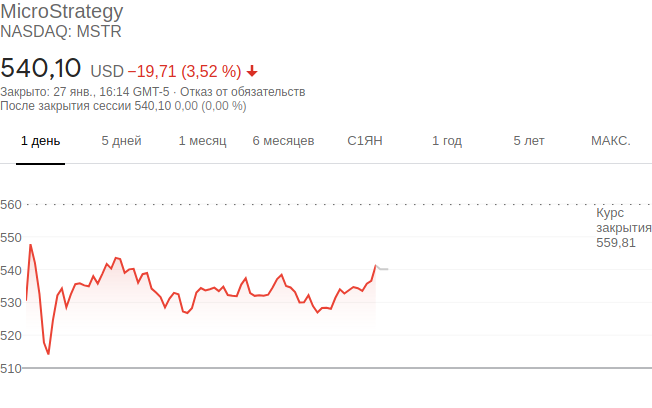 MicroStrategy
NASDAQ: MSTR
540,10 USD −19,71 (3,52 %)
Закрыто: 27 янв., 16:14 GMT-5 · Отказ от обязательств
После закрытия сессии 540,10 0,00 (0,00 %)
1 день 5 дней 1 месяц 6 месяцев С1ЯН 1 год 5 лет МАКС.
560
Курс
закрытия
559,81
550
540
530
520
510